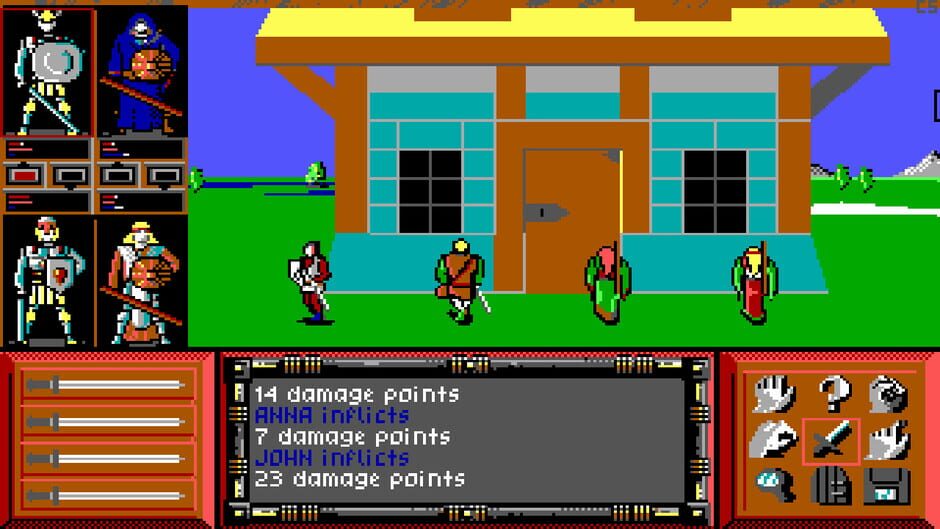 14 damage points
ANNA inflicts
7 damage points
JOHN inflicts
23 damage points